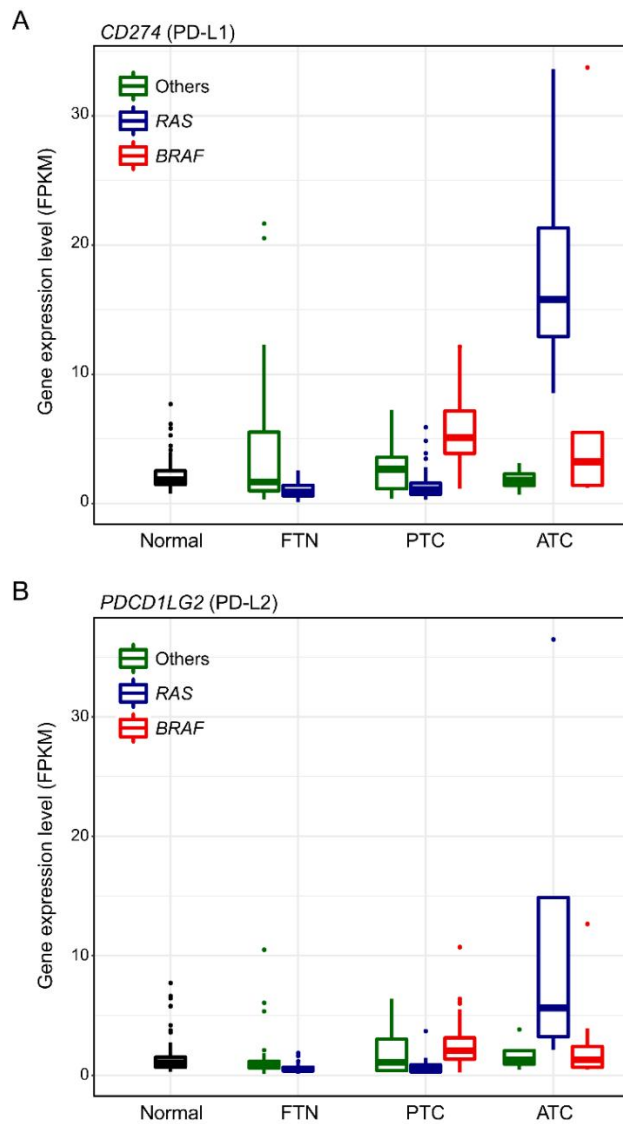 A
CD274 (PD-L1)
Others
RAS
BRAF
Gene expression level (FPKM)
30
20
10
0
Normal FTN PTC ATC
B
PDCD1LG2 (PD-L2)
Others
RAS
BRAF
Gene expression level (FPKM)
30
20
10
0
Normal FTN PTC ATC